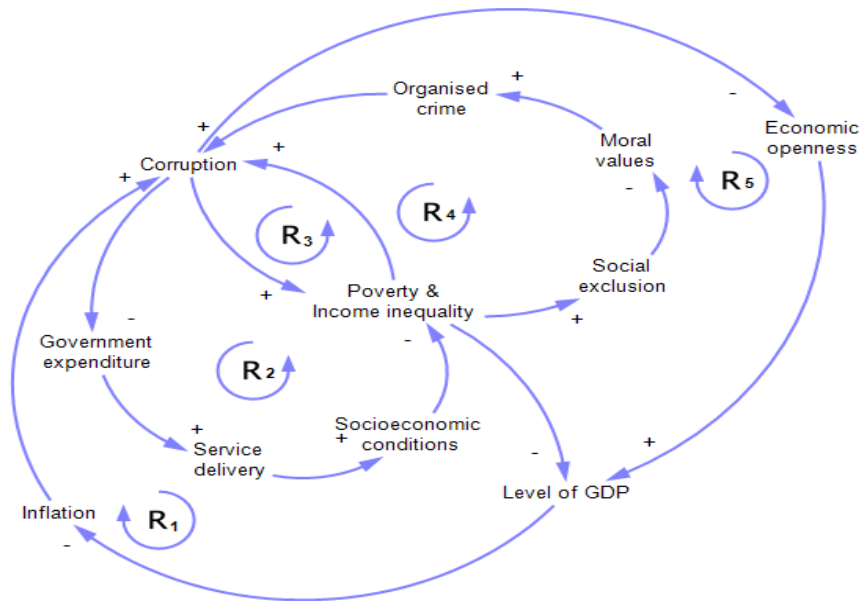 Organised
crime
+
-
Economic
openness
+
+
Moral
values
Corruption
+
R4
-
R5
R3
Social
exclusion
+
Poverty &
Income inequality
+
-
Government
expenditure
-
R2
+
Service
delivery
+
Socioeconomic
conditions
-
+
Level of GDP
Inflation
R1
-